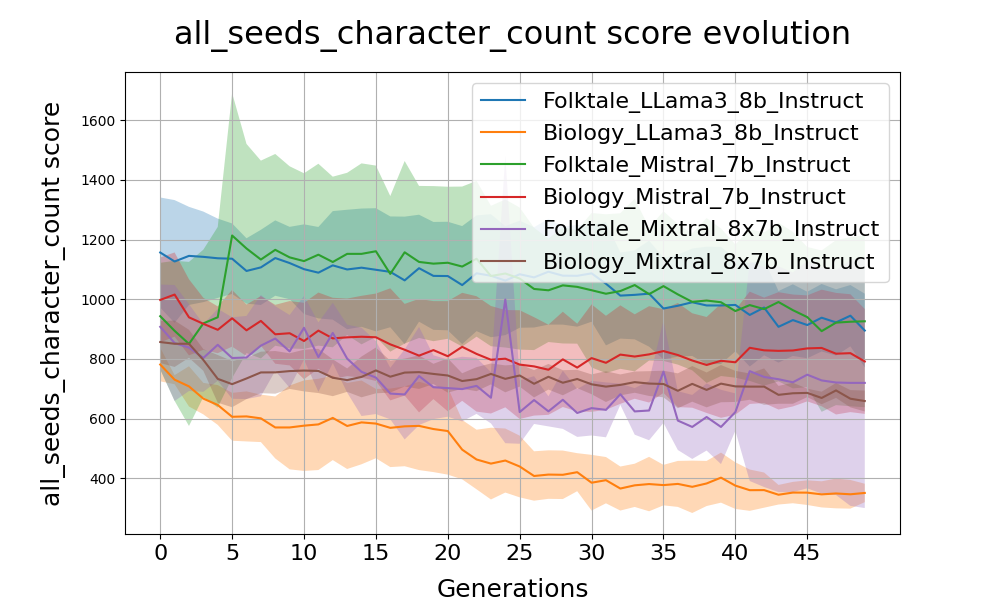 all_seeds_character_count score evolution
all_seeds_character_count score
1600
1400
1200
1000
800
600
400
Folktale_LLama3_8b_Instruct
Biology_LLama3_8b_Instruct
Folktale_Mistral_7b_Instruct
Biology_Mistral_7b_Instruct
Folktale_Mixtral_8x7b_Instruct
Biology_Mixtral_8x7b_Instruct
0 5 10 15 20 25 30 35 40 45
Generations